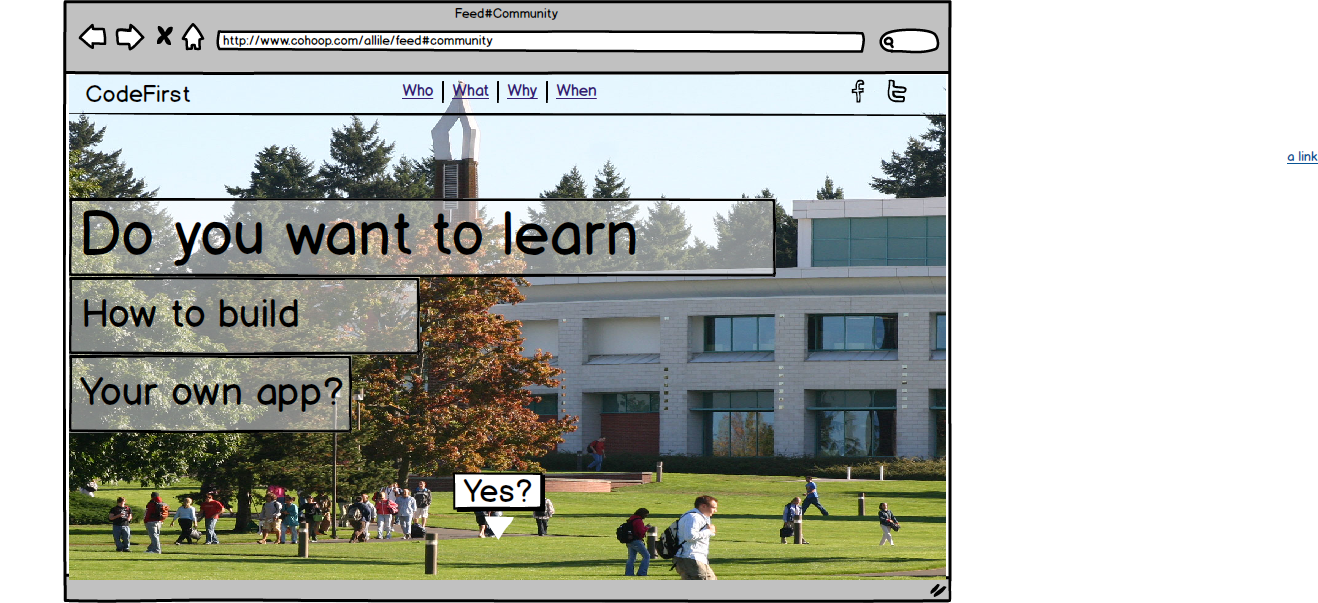 Feed#Community
http://www.cohoop.com/allile/feed#community
CodeFirst
Who | What | Why | When
a link
Do you want to learn
How to build
Your own app?
Yes?